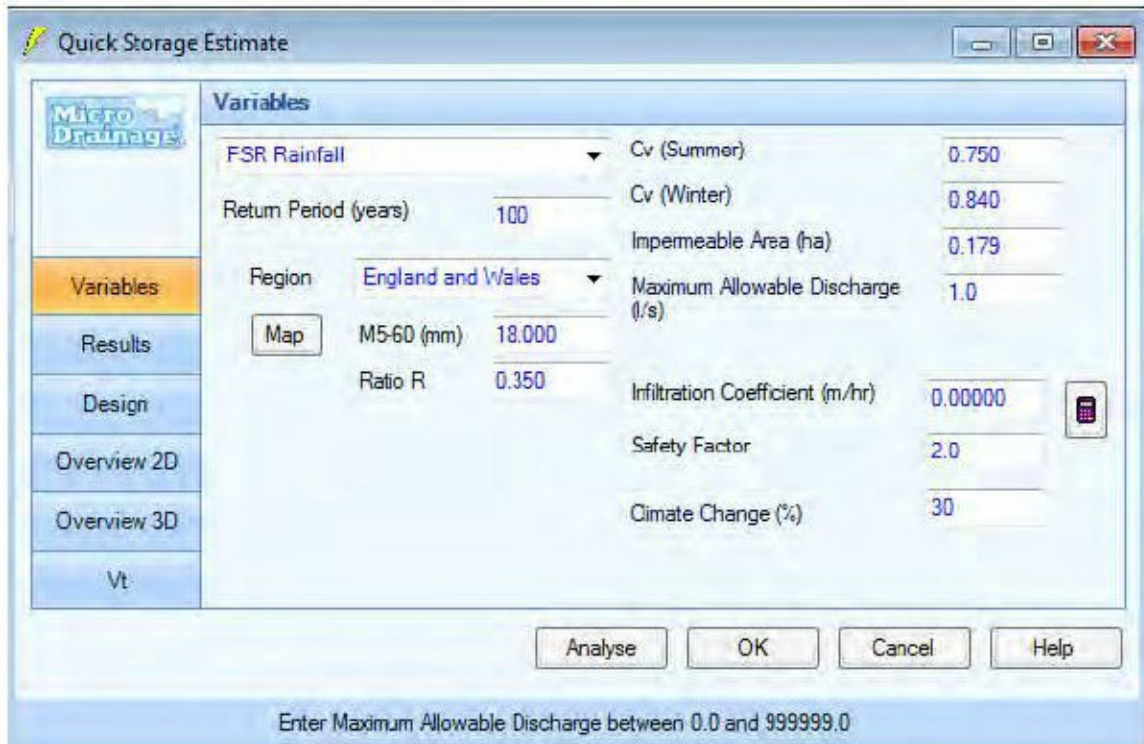 Quick Storage Estimate
Micro Drainage
Variables
Results
Design
Overview 2D
Overview 3D
Vt
Variables
FSR Rainfall
Return Period (years) 100
Region England and Wales
Map M5-60 (mm) 18.000
Ratio R 0.350
Cv (Summer) 0.750
Cv (Winter) 0.840
Impermeable Area (ha) 0.179
Maximum Allowable Discharge (l/s) 1.0
Infiltration Coefficient (m/hr) 0.00000
Safety Factor 2.0
Climate Change (%) 30
Analyse OK Cancel Help
Enter Maximum Allowable Discharge between 0.0 and 999999.0